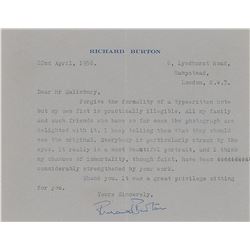 RICHARD BURTON
22nd April, 1956. 6, Lyndhurst Road,
Hampstead,
London, N.W.3.
Dear Mr Salisbury,
Forgive the formality of a typewritten note
but my own fist is practically illegible. All my family
and such friends who have so far seen the photograph are
delighted with it. I keep telling them that they should
see the original. Everybody is particularly struck by the
eyes. It really is a most beautiful portrait, and I think
my chances of immortality, though faint, have been
considerably strengthened by your work.
Thank you, it was a great privilege sitting
for you.
Yours Sincerely,
Richard Burton